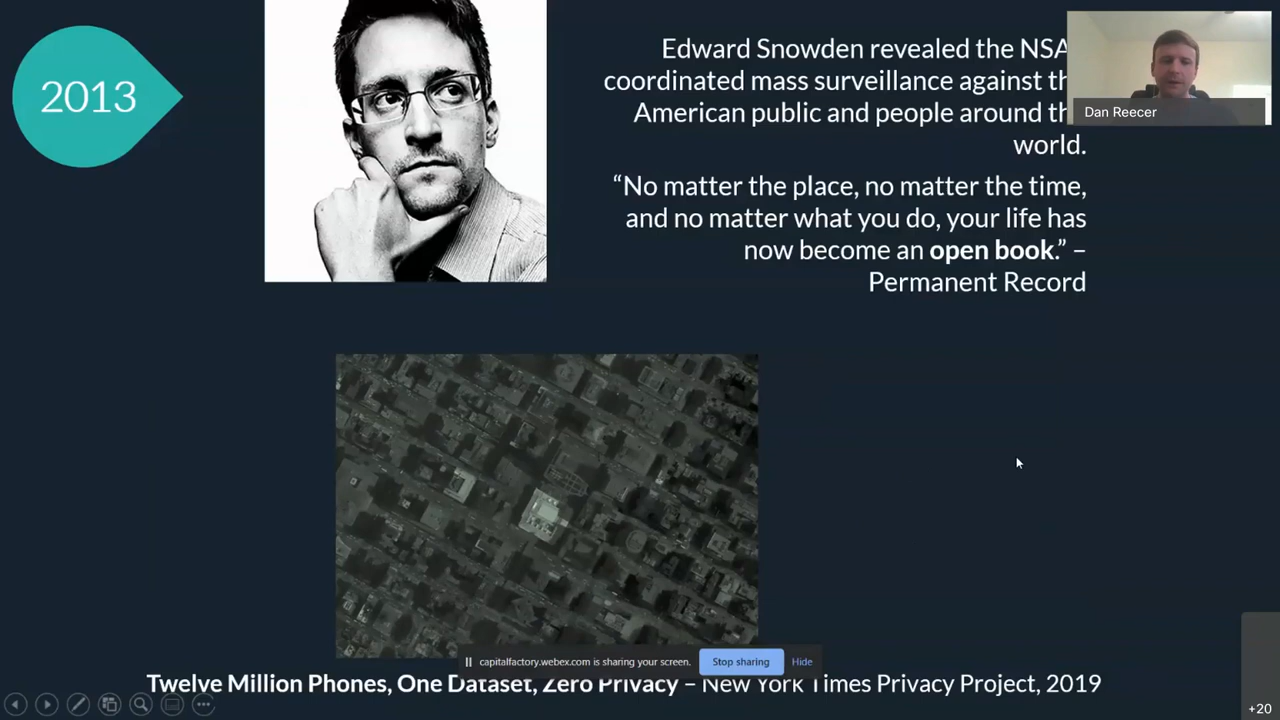 2013
Edward Snowden revealed the NSA
coordinated mass surveillance against th
American public and people around th
world.
“No matter the place, no matter the time,
and no matter what you do, your life has
now become an open book.” –
Permanent Record
Dan Reecer
capitalfactory.webex.com is sharing your screen.
Stop sharing
Hide
Twelve Million Phones, One Dataset, Zero Privacy – New York Times Privacy Project, 2019
+20